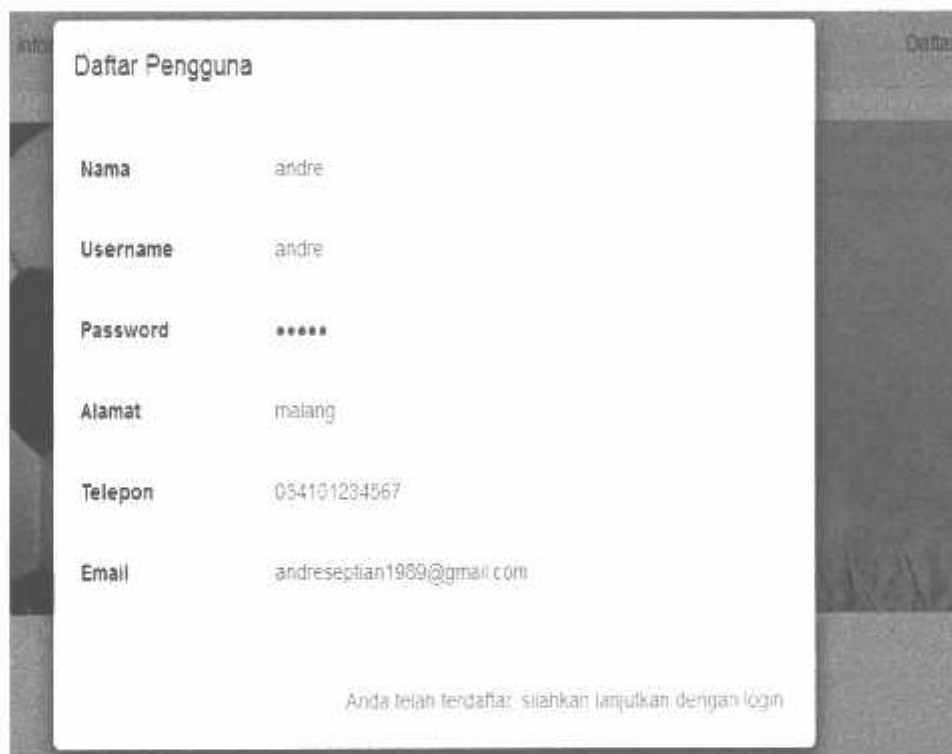 Daftar Pengguna
Nama andre
Username andre
Password •••••
Alamat malang
Telepon
Email andreseptian1989@gmail.com
Anda telah terdaftar, silahkan lanjutkan dengan login